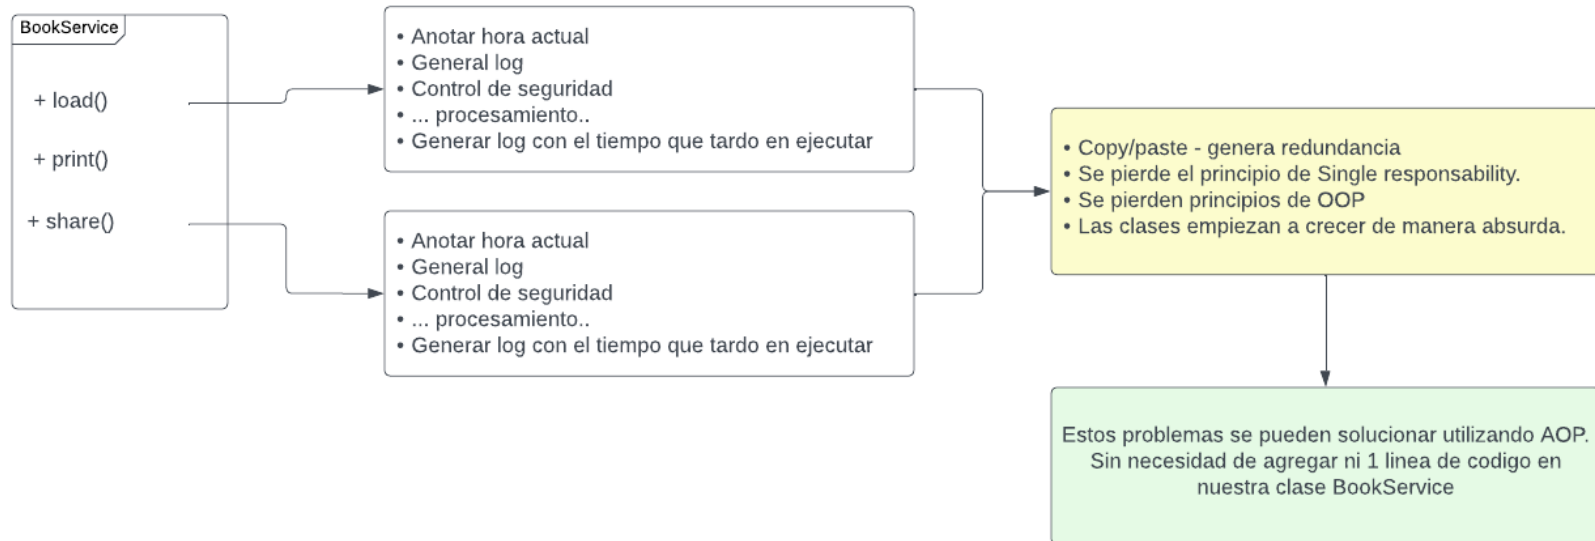 BookService
+ load()
+ print()
+ share()
• Anotar hora actual
• General log
• Control de seguridad
• ... procesamiento..
• Generar log con el tiempo que tardo en ejecutar
• Anotar hora actual
• General log
• Control de seguridad
• ... procesamiento..
• Generar log con el tiempo que tardo en ejecutar
• Copy/paste - genera redundancia
• Se pierde el principio de Single responsability.
• Se pierden principios de OOP
• Las clases empiezan a crecer de manera absurda.
Estos problemas se pueden solucionar utilizando AOP.
Sin necesidad de agregar ni 1 linea de codigo en
nuestra clase BookService